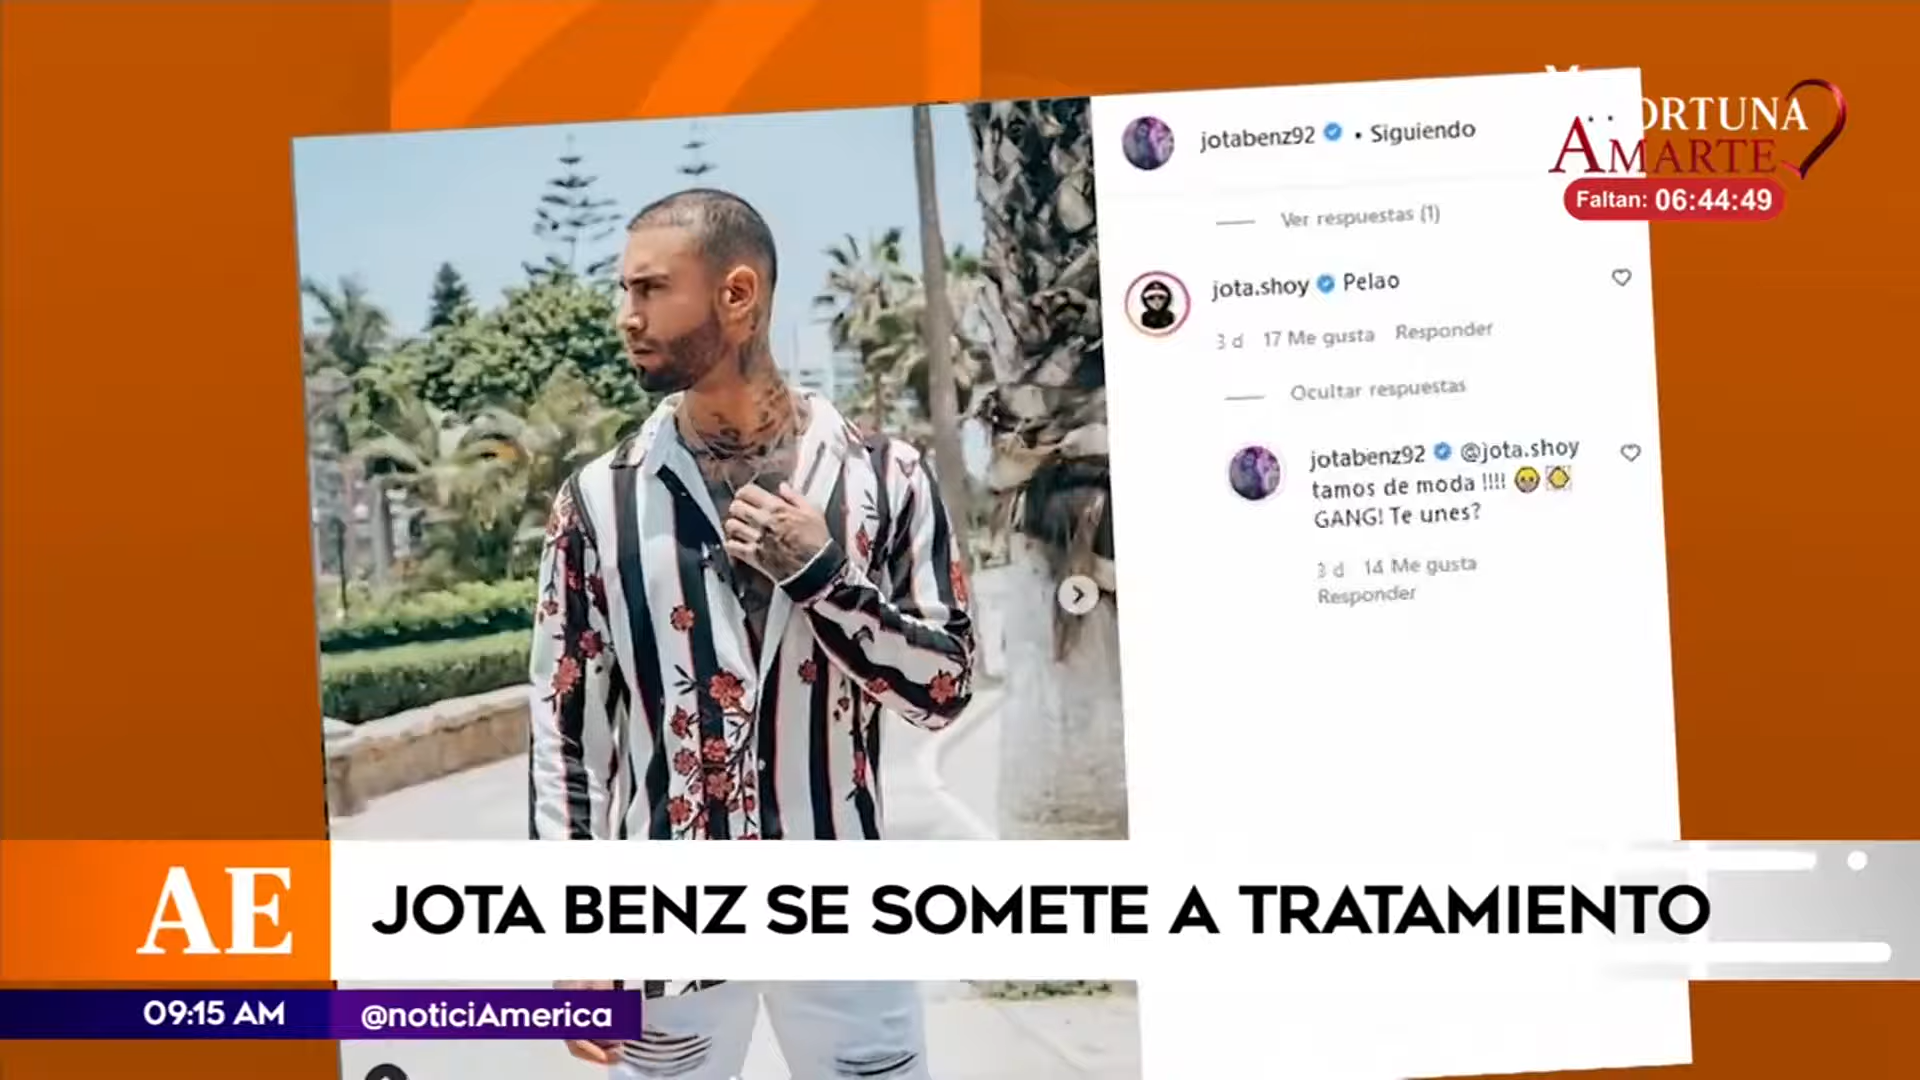 jotabenz92 • Siguiendo
ORTUNA
AMARTE
Faltan: 06:44:49
Ver respuestas (1)
jota.shoy Pelao
3 d 17 Me gusta Responder
Ocultar respuestas
jotabenz92 @jota.shoy
tamos de moda !!!!
GANG! Te unes?
3 d 14 Me gusta
Responder
AE
JOTA BENZ SE SOMETE A TRATAMIENTO
09:15 AM
@noticiAmerica